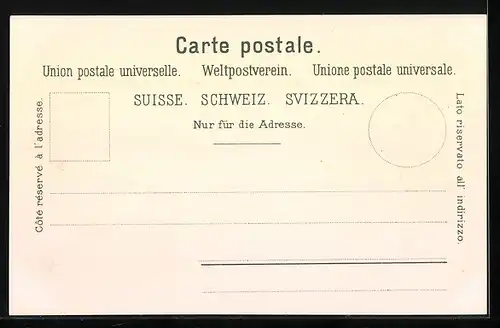 Carte postale.
Union postale universelle. Weltpostverein. Unione postale universale.
SUISSE. SCHWEIZ. SVIZZERA.
Nur für die Adresse.
Côté réservé à l'adresse.
Lato riservato all' indirizzo.